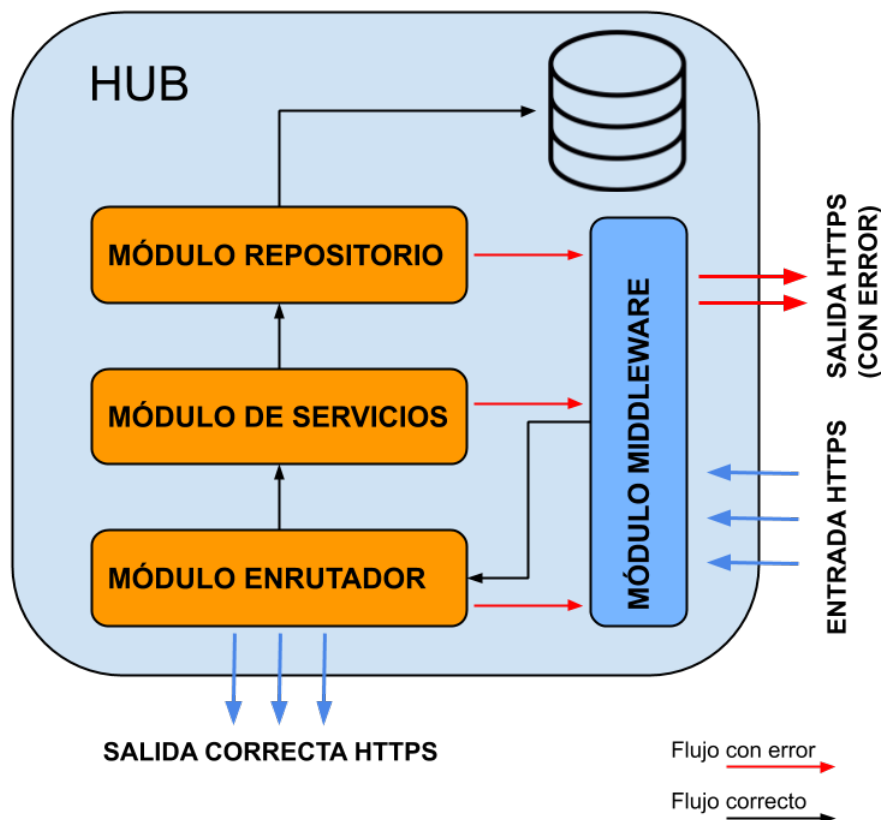 HUB
MÓDULO REPOSITORIO
MÓDULO DE SERVICIOS
MÓDULO ENRUTADOR
MÓDULO MIDDLEWARE
SALIDA HTTPS
(CON ERROR)
ENTRADA HTTPS
SALIDA CORRECTA HTTPS
Flujo con error
Flujo correcto